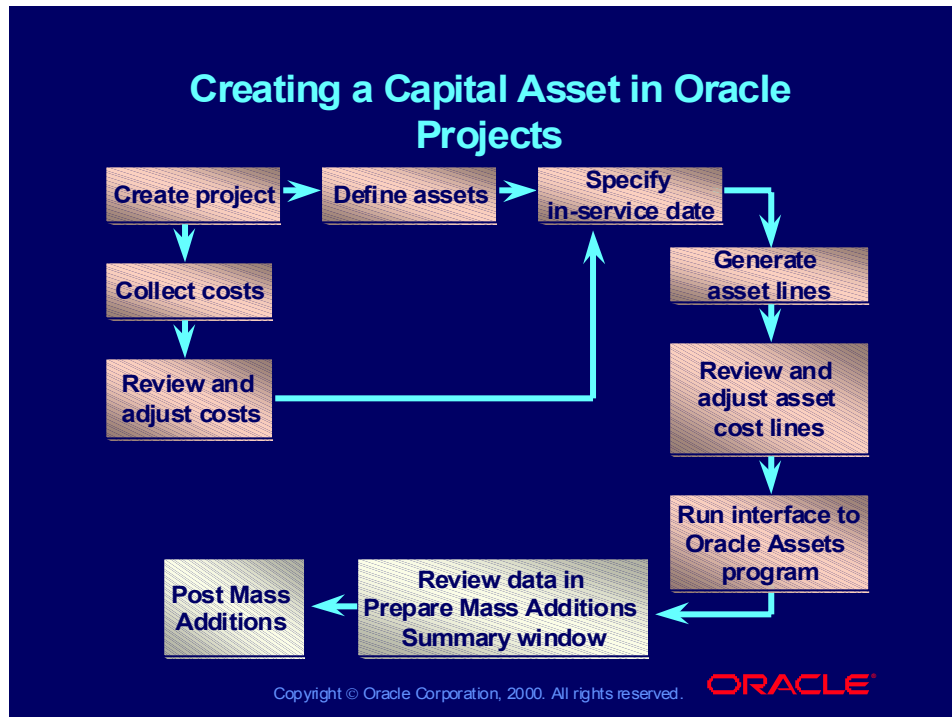 Creating a Capital Asset in Oracle
Projects
Create project
Define assets
Specify
in-service date
Collect costs
Generate
asset lines
Review and
adjust costs
Review and
adjust asset
cost lines
Run interface to
Oracle Assets
program
Review data in
Prepare Mass Additions
Summary window
Post Mass
Additions
Copyright © Oracle Corporation, 2000. All rights reserved.
ORACLE®